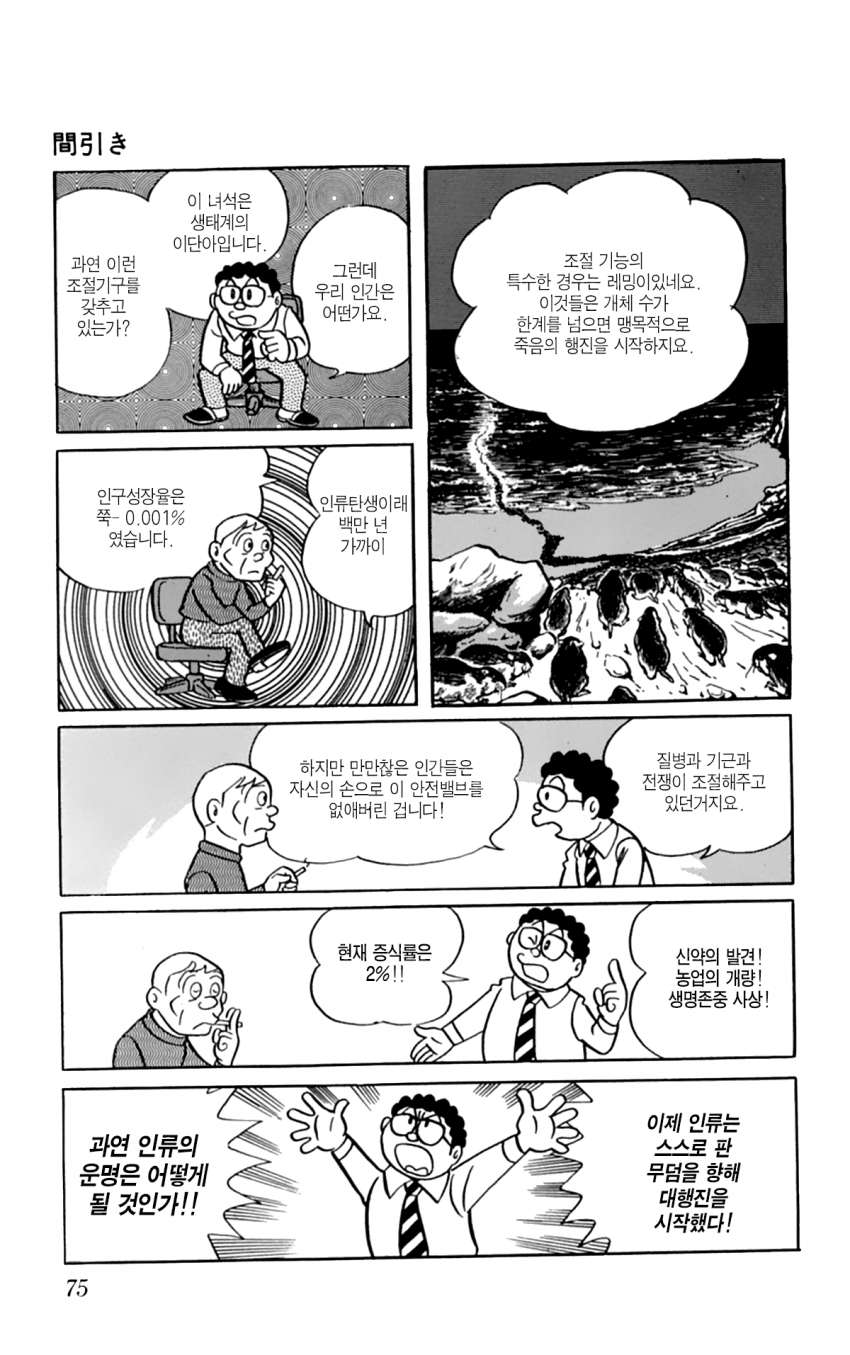 間引き
조절 기능의
특수한 경우는 레밍이있네요.
이것들은 개체 수가
한계를 넘으면 맹목적으로
죽음의 행진을 시작하지요.
그런데
우리 인간은
어떤가요.
이 녀석은
생태계의
이단아입니다.
과연 이런
조절기구를
갖추고
있는가?
인류탄생이래
백만 년
가까이
인구성장율은
쭉- 0.001%
였습니다.
질병과 기근과
전쟁이 조절해주고
있던거지요.
하지만 만만찮은 인간들은
자신의 손으로 이 안전밸브를
없애버린 겁니다!
신약의 발견!
농업의 개량!
생명존중 사상!
현재 증식률은
2%!!
이제 인류는
스스로 판
무덤을 향해
대행진을
시작했다!
과연 인류의
운명은 어떻게
될 것인가!!
75